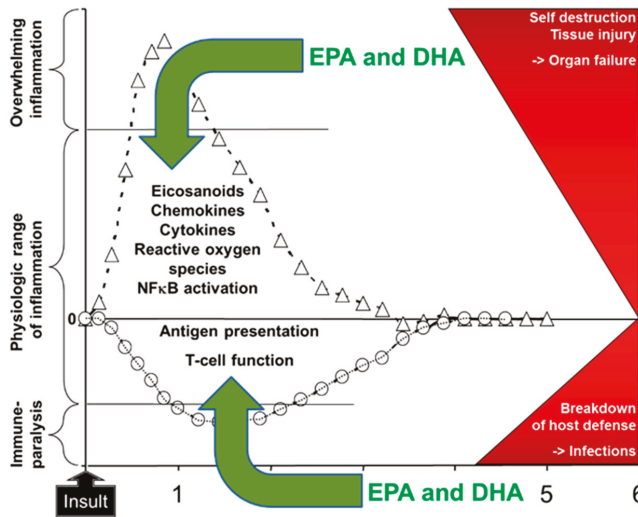 Overwhelming
inflammation
Physiologic range
of inflammation
Immune-
paralysis
EPA and DHA
Self destruction
Tissue injury
-> Organ failure
Eicosanoids
Chemokines
Cytokines
Reactive oxygen
species
NFκB activation
0
Antigen presentation
T-cell function
Breakdown
of host defense
-> Infections
EPA and DHA
Insult
1
5
6